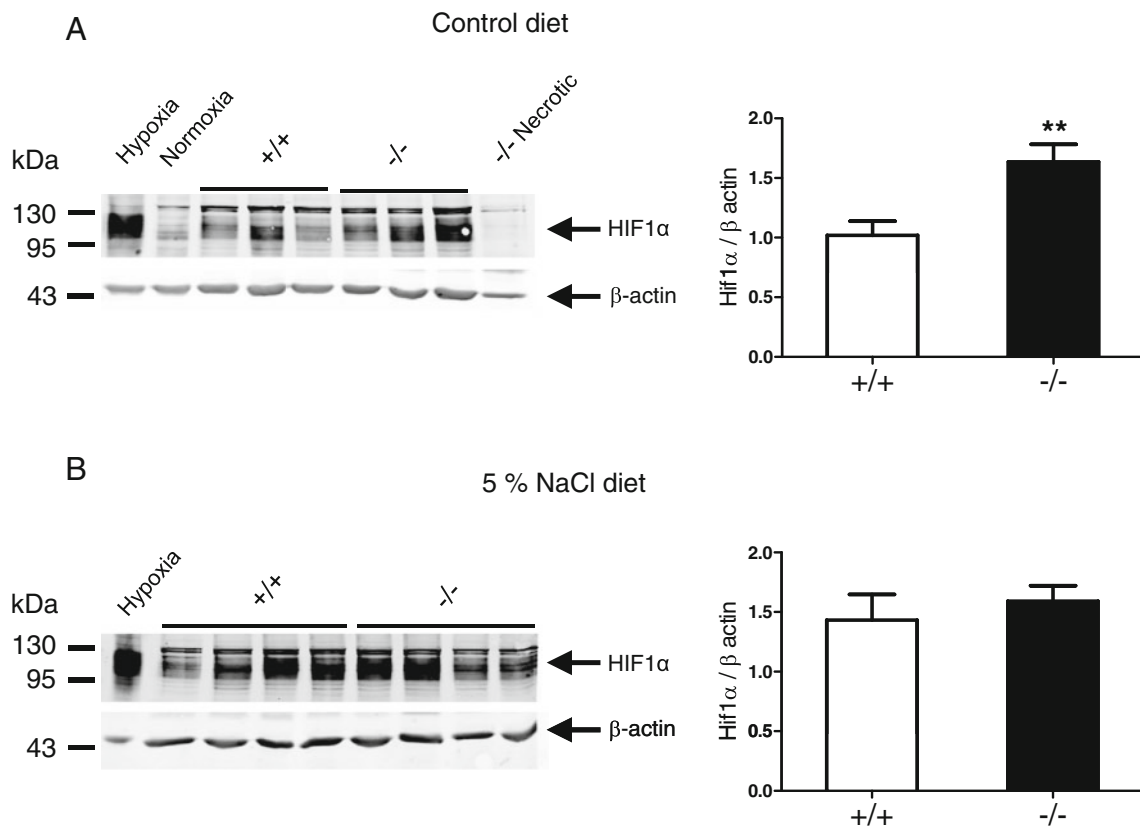 A
Control diet
Hypoxia
Normoxia
+/+
-/-
-/- Necrotic
kDa
130
95
43
HIF1α
β-actin
Hif1α / β actin
2.0
1.5
1.0
0.5
0.0
**
+/+
-/-
B
5 % NaCl diet
Hypoxia
+/+
-/-
kDa
130
95
43
HIF1α
β-actin
Hif1α / β actin
2.0
1.5
1.0
0.5
0.0
+/+
-/-